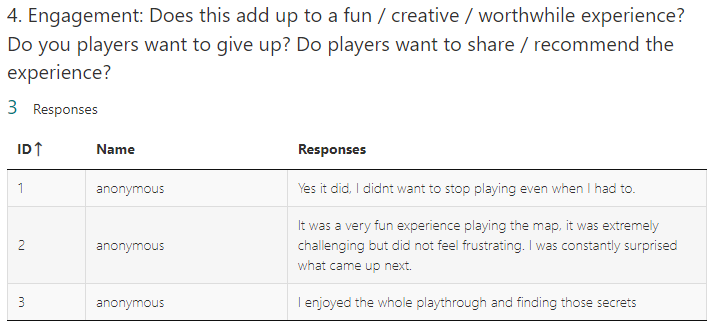 4. Engagement: Does this add up to a fun / creative / worthwhile experience?
Do you players want to give up? Do players want to share / recommend the
experience?
3 Responses
ID↑ Name Responses
1 anonymous Yes it did, I didnt want to stop playing even when I had to.
2 anonymous It was a very fun experience playing the map, it was extremely
challenging but did not feel frustrating. I was constantly surprised
what came up next.
3 anonymous I enjoyed the whole playthrough and finding those secrets